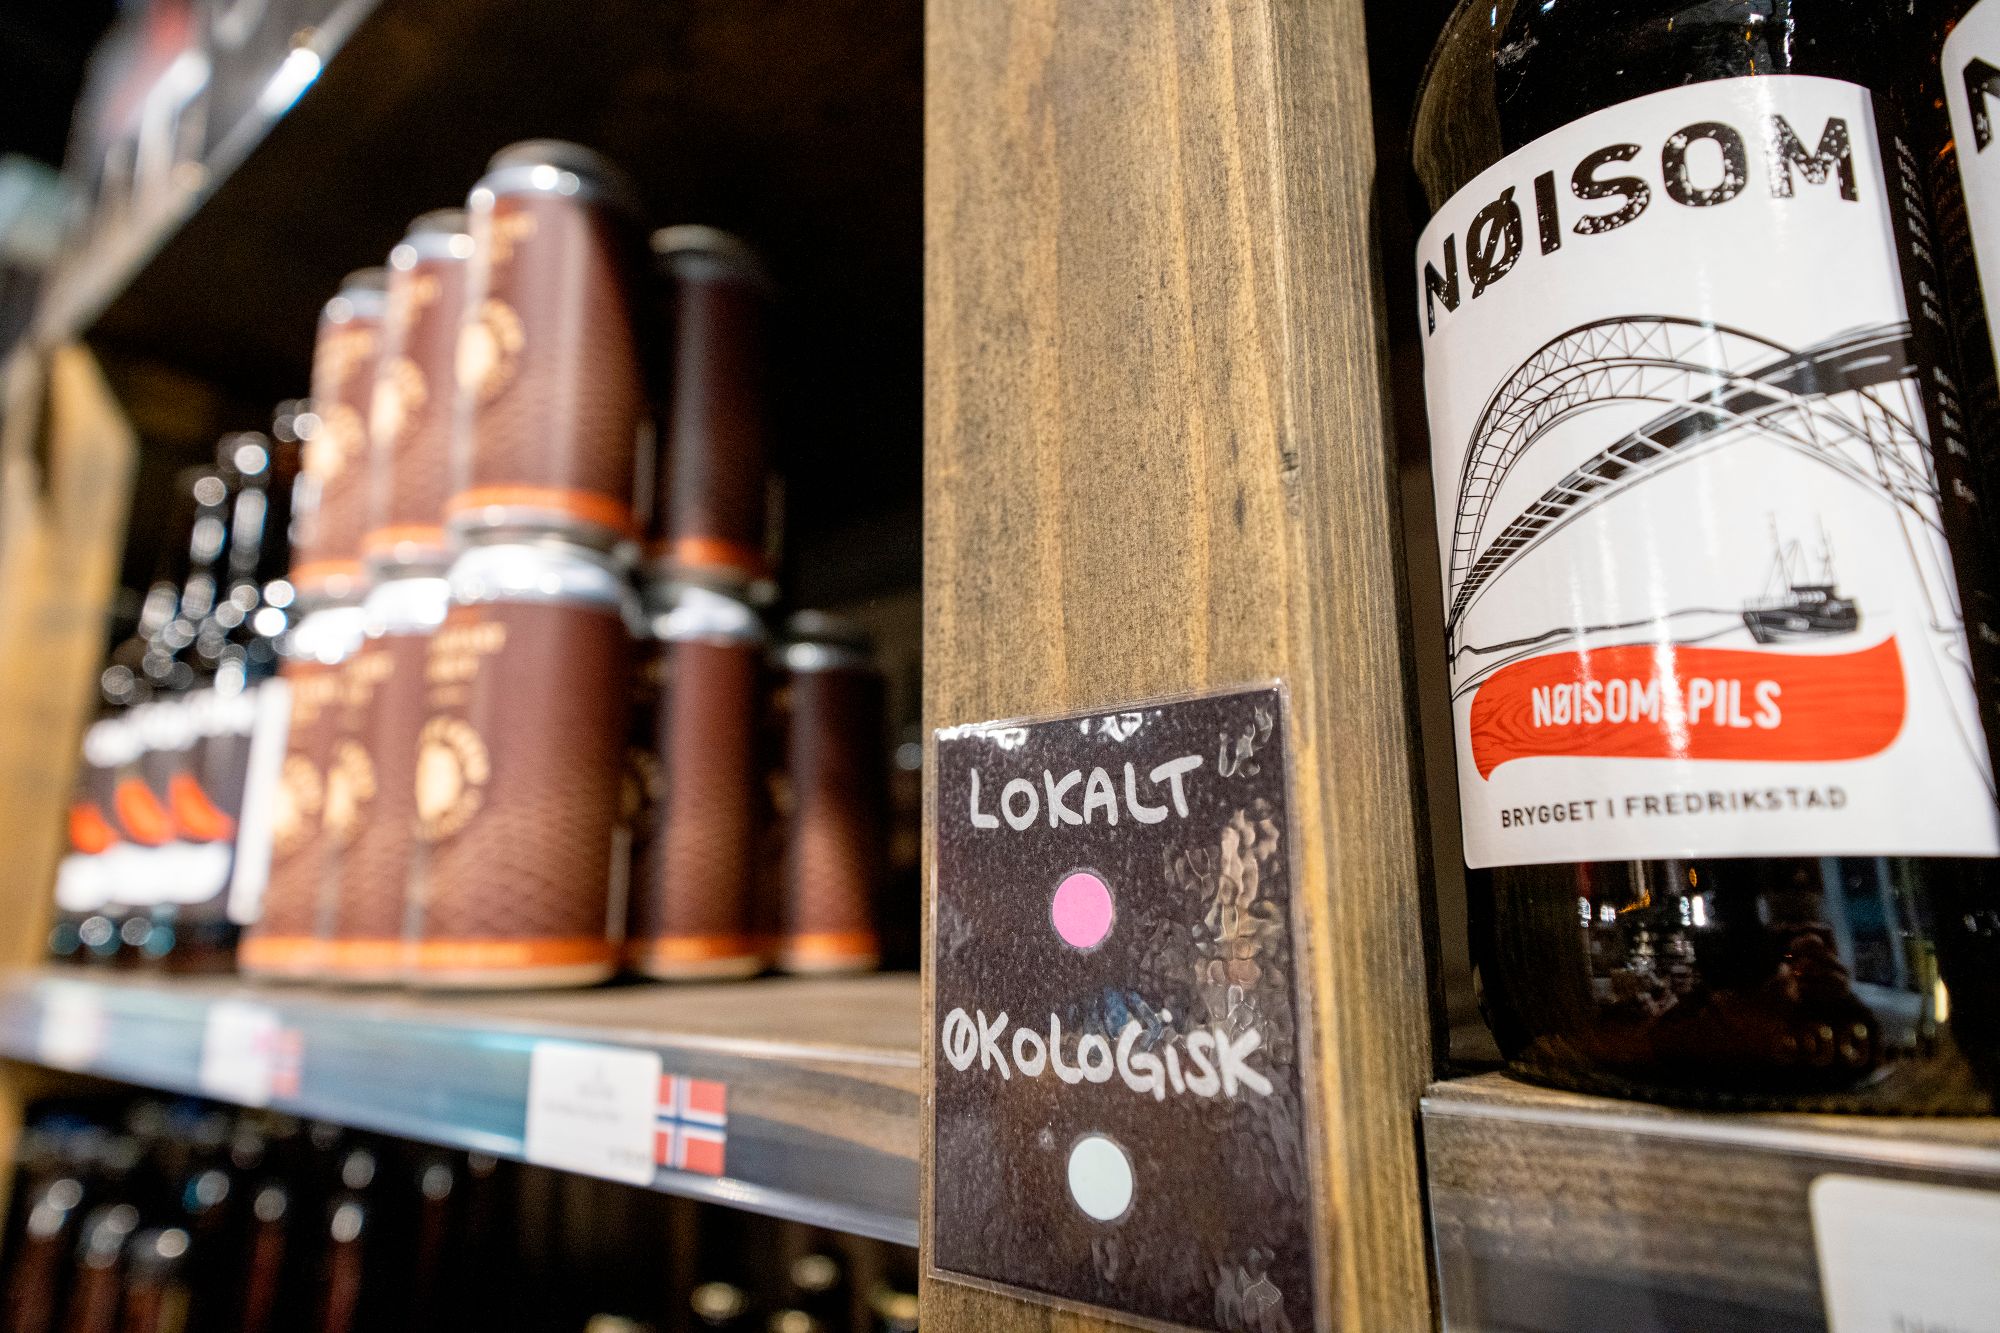 NØISOM
NØISOM PILS
BRYGGET I FREDRIKSTAD
LOKALT
ØKOLOGISK